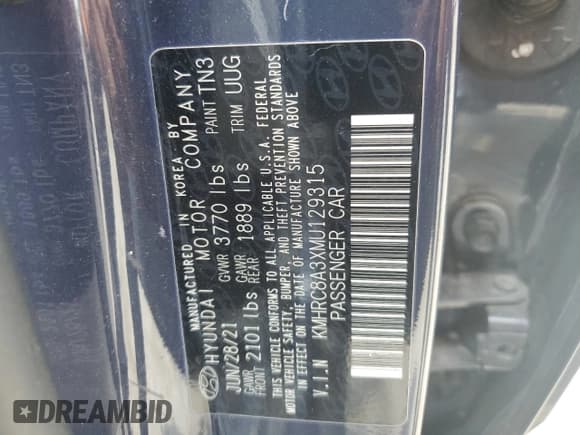 MANUFACTURED IN KOREA BY
HYUNDAI MOTOR COMPANY
JUN/28/21 GVWR 3770 lbs PAINT TN3
GAWR FRONT 2101 lbs GAWR REAR 1889 lbs TRIM UUG
THIS VEHICLE CONFORMS TO ALL APPLICABLE U.S.A. FEDERAL
MOTOR VEHICLE SAFETY, BUMPER, AND THEFT PREVENTION STANDARDS
IN EFFECT ON THE DATE OF MANUFACTURE SHOWN ABOVE
V.I.N KMHRC8A3XMU129315
PASSENGER CAR
DREAMBID